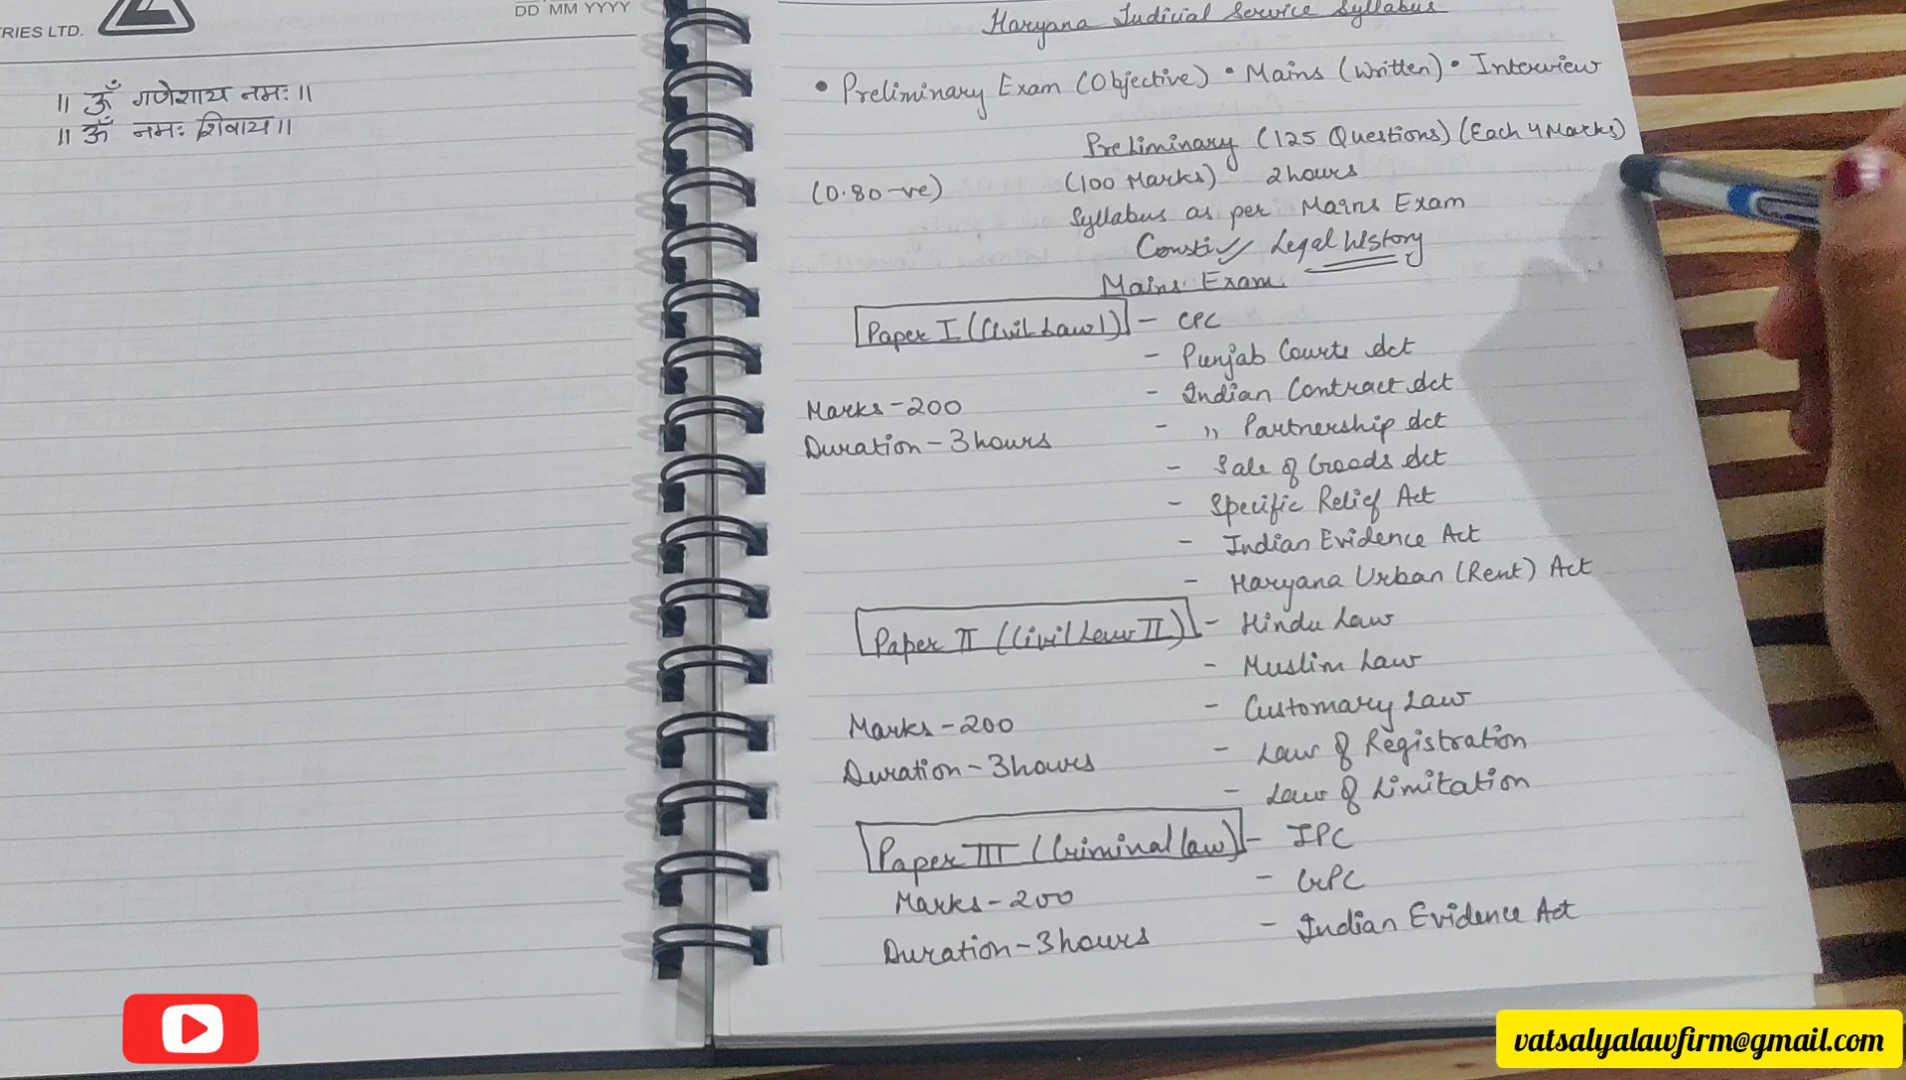 RIES LTD.
DD MM YYYY
॥ ॐ गणेशाय नमः ॥
॥ ॐ नमः शिवाय ॥
Haryana Judicial Service Syllabus
• Preliminary Exam (Objective) • Mains (Written) • Interview
Preliminary (125 Questions) (Each 4 Marks)
(0.80 -ve) (100 Marks) 2 hours
Syllabus as per Mains Exam
Consti Legal history
Mains Exam
Paper I (Civil Law I) - CPC
- Punjab Courts Act
Marks - 200 - Indian Contract Act
Duration - 3 hours - ,, Partnership Act
- Sale of Goods Act
- Specific Relief Act
- Indian Evidence Act
- Haryana Urban (Rent) Act
Paper II (Civil Law II) - Hindu Law
- Muslim Law
Marks - 200 - Customary Law
Duration - 3 hours - Law of Registration
- Law of Limitation
Paper III (Criminal law) - IPC
Marks - 200 - CrPC
Duration - 3 hours - Indian Evidence Act
vatsalyalawfirm@gmail.com